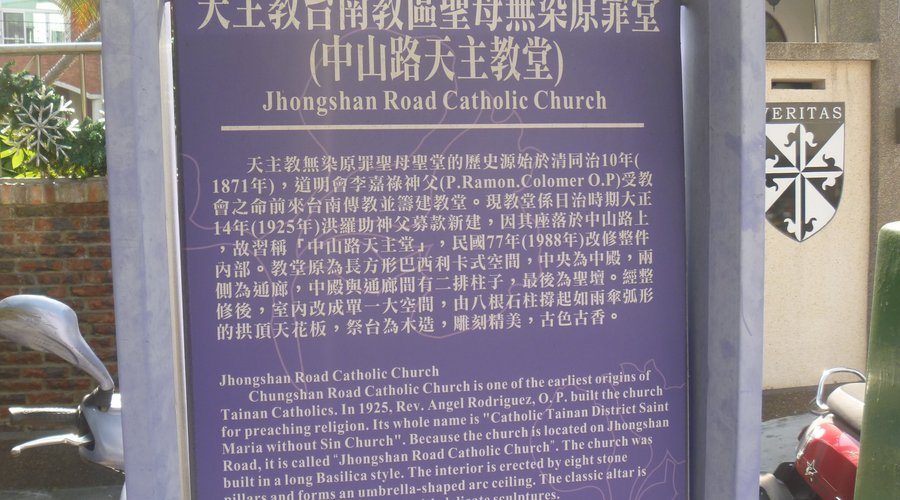 天主教台南教區聖母無染原罪堂
(中山路天主教堂)
Jhongshan Road Catholic Church
天主教無染原罪聖母聖堂的歷史源始於清同治10年(
1871年)，道明會李嘉祿神父(P.Ramon.Colomer O.P)受教
會之命前來台南傳教並籌建教堂。現教堂係日治時期大正
14年(1925年)洪羅助神父募款新建，因其座落於中山路上
，故習稱「中山路天主堂」，民國77年(1988年)改修整件
內部。教堂原為長方形巴西利卡式空間，中央為中殿，兩
側為通廊，中殿與通廊間有二排柱子，最後為聖壇。經整
修後，室內改成單一大空間，由八根石柱撐起如雨傘弧形
的拱頂天花板，祭台為木造，雕刻精美，古色古香。
Jhongshan Road Catholic Church
Chungshan Road Catholic Church is one of the earliest origins of
Tainan Catholics. In 1925, Rev. Angel Rodriguez, O, P. built the church
for preaching religion. Its whole name is "Catholic Tainan District Saint
Maria without Sin Church". Because the church is located on Jhongshan
Road, it is called "Jhongshan Road Catholic Church". The church was
built in a long Basilica style. The interior is erected by eight stone
pillars and forms an umbrella-shaped arc ceiling. The classic altar is
delicate sculptures.
VERITAS